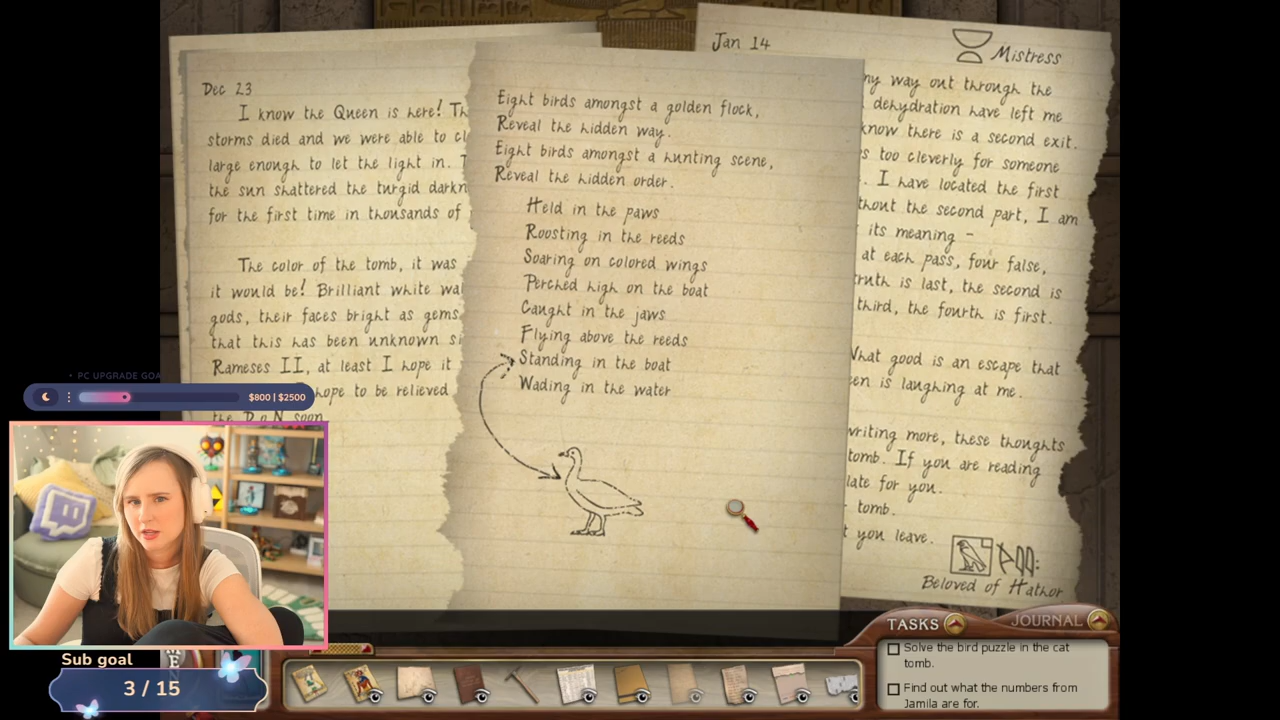 Dec 23
I know the Queen is here! Th
storms died and we were able to cl
large enough to let the light in. T
the sun shattered the turgid darkn
for the first time in thousands of
The color of the tomb, it was
it would be! Brilliant white wal
gods, their faces bright as gems
that this has been unknown si
Rameses II, at least I hope it
hope to be relieved
soon
Eight birds amongst a golden flock,
Reveal the hidden way.
Eight birds amongst a hunting scene,
Reveal the hidden order.
Held in the paws
Roosting in the reeds
Soaring on colored wings
Perched high on the boat
Caught in the jaws
Flying above the reeds
Standing in the boat
Wading in the water
Jan 14
Mistress
ny way out through the
dehydration have left me
know there is a second exit.
s too cleverly for someone
. I have located the first
thout the second part, I am
its meaning -
at each pass, four false,
truth is last, the second is
third, the fourth is first.
What good is an escape that
en is laughing at me.
writing more, these thoughts
tomb. If you are reading
late for you.
tomb.
t you leave.
Beloved of Hathor
• PC UPGRADE GOA
$800 | $2500
Sub goal
3 / 15
TASKS
JOURNAL
Solve the bird puzzle in the cat
tomb.
Find out what the numbers from
Jamila are for.